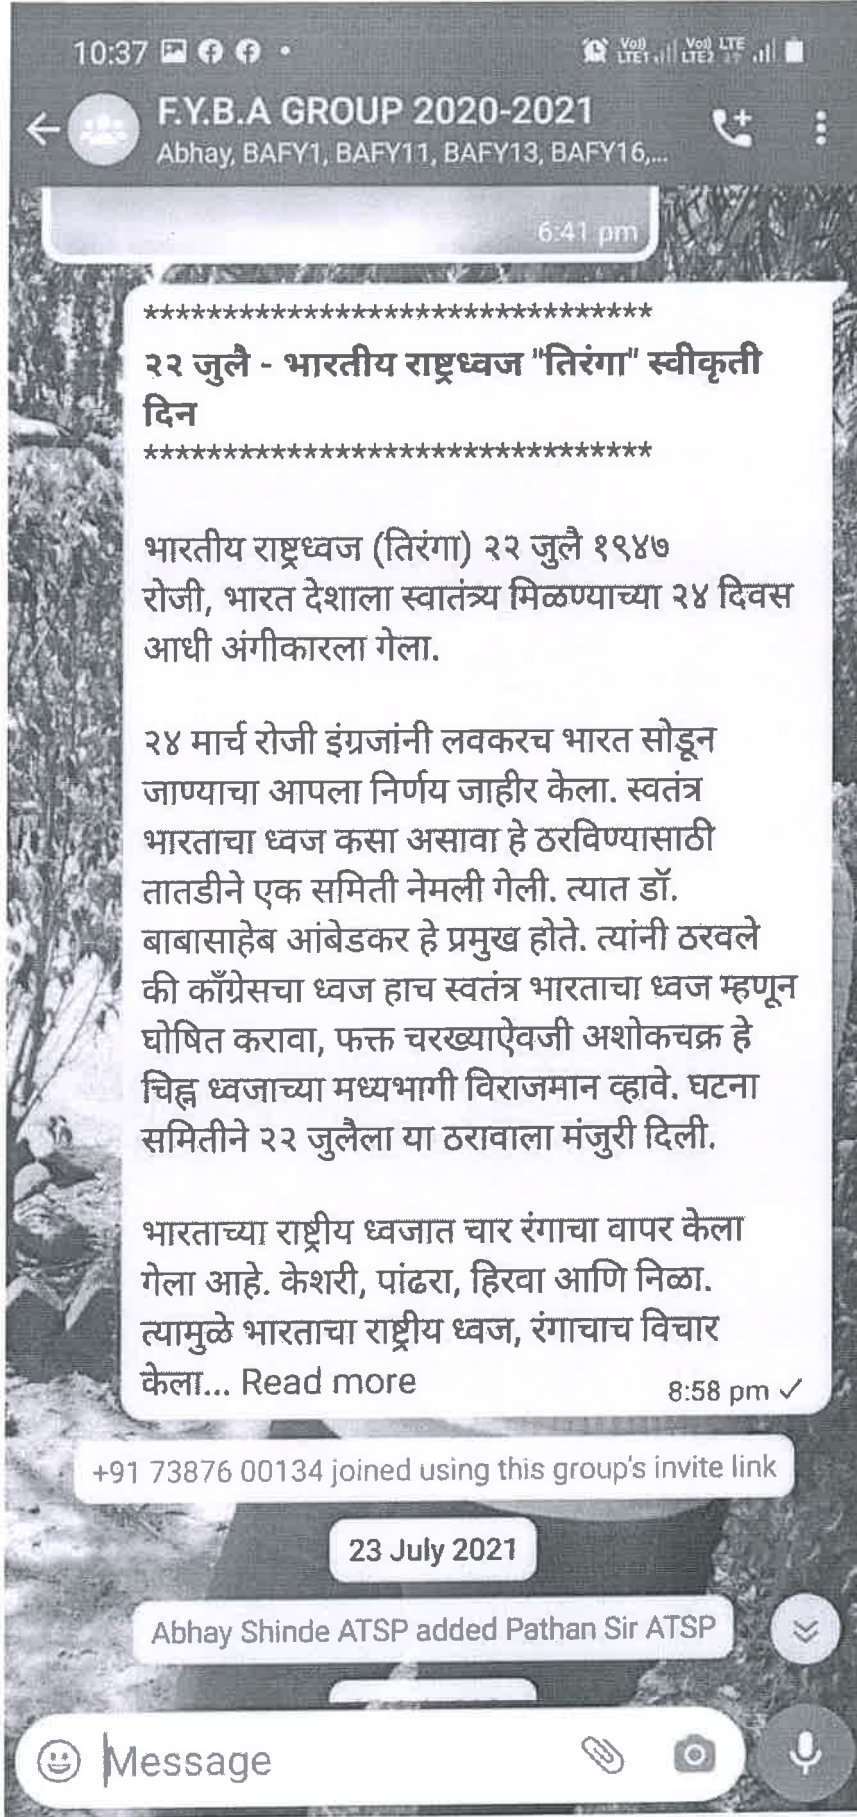 10:37
Vo)) LTE1 Vo)) LTE2 LTE
F.Y.B.A GROUP 2020-2021
Abhay, BAFY1, BAFY11, BAFY13, BAFY16,...
6:41 pm
********************************
२२ जुलै - भारतीय राष्ट्रध्वज "तिरंगा" स्वीकृती
दिन
********************************
भारतीय राष्ट्रध्वज (तिरंगा) २२ जुलै १९४७
रोजी, भारत देशाला स्वातंत्र्य मिळण्याच्या २४ दिवस
आधी अंगीकारला गेला.
२४ मार्च रोजी इंग्रजांनी लवकरच भारत सोडून
जाण्याचा आपला निर्णय जाहीर केला. स्वतंत्र
भारताचा ध्वज कसा असावा हे ठरविण्यासाठी
तातडीने एक समिती नेमली गेली. त्यात डॉ.
बाबासाहेब आंबेडकर हे प्रमुख होते. त्यांनी ठरवले
की काँग्रेसचा ध्वज हाच स्वतंत्र भारताचा ध्वज म्हणून
घोषित करावा, फक्त चरख्याऐवजी अशोकचक्र हे
चिह्न ध्वजाच्या मध्यभागी विराजमान व्हावे. घटना
समितीने २२ जुलैला या ठरावाला मंजुरी दिली.
भारताच्या राष्ट्रीय ध्वजात चार रंगाचा वापर केला
गेला आहे. केशरी, पांढरा, हिरवा आणि निळा.
त्यामुळे भारताचा राष्ट्रीय ध्वज, रंगाचाच विचार
केला... Read more
8:58 pm
+91 73876 00134 joined using this group's invite link
23 July 2021
Abhay Shinde ATSP added Pathan Sir ATSP
Message